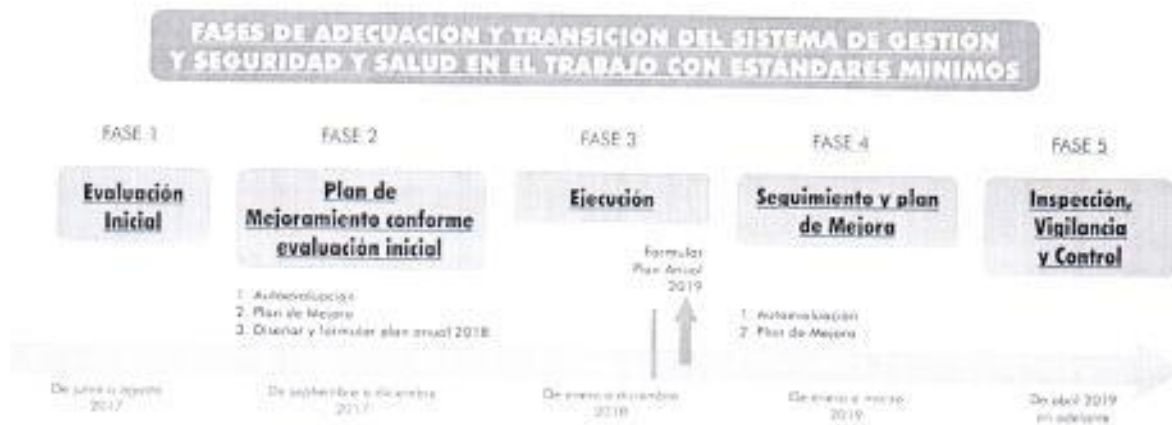 FASES DE ADECUACIÓN Y TRANSICIÓN DEL SISTEMA DE GESTIÓN
Y SEGURIDAD Y SALUD EN EL TRABAJO CON ESTÁNDARES MINIMOS
FASE 1
Evaluación
Inicial
De junio a agosto
2017
FASE 2
Plan de
Mejoramiento conforme
evaluación inicial
1. Autoevaluación
2. Plan de Mejora
3. Diseñar y formular plan anual 2018
De septiembre a diciembre
2017
FASE 3
Ejecución
Formular
Plan Anual
2019
De enero a diciembre
2018
FASE 4
Seguimiento y plan
de Mejora
1. Autoevaluación
2. Plan de Mejora
De enero a marzo
2019
FASE 5
Inspección,
Vigilancia
y Control
De abril 2019
en adelante